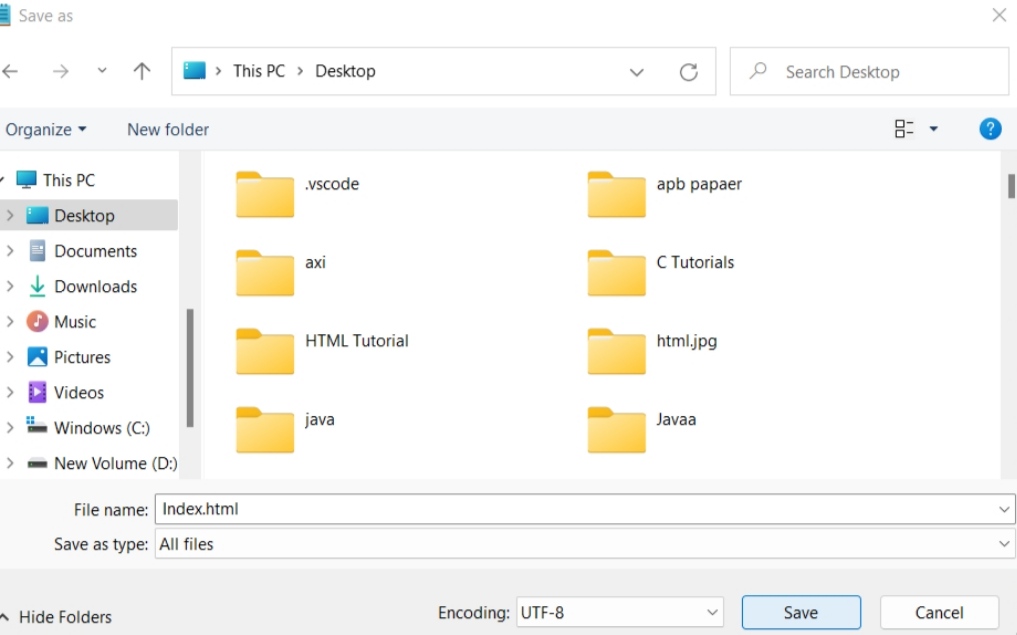 Save as
This PC > Desktop
Search Desktop
Organize
New folder
?
This PC
Desktop
Documents
Downloads
Music
Pictures
Videos
Windows (C:)
New Volume (D:)
.vscode
apb papaer
axi
C Tutorials
HTML Tutorial
html.jpg
java
Javaa
File name: Index.html
Save as type: All files
Hide Folders
Encoding: UTF-8
Save
Cancel